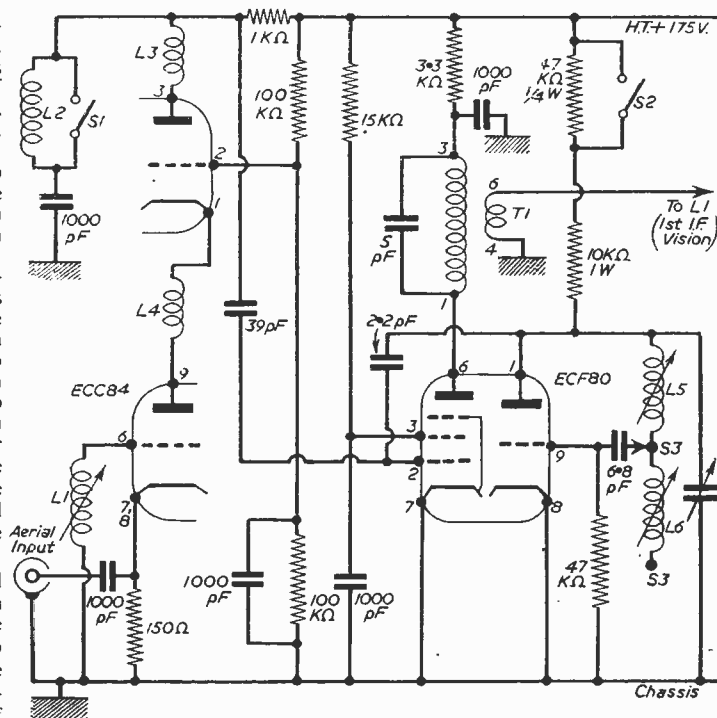 H.T.+ 175V.
1KΩ
L3
3
L2
S1
1000
pF
100
KΩ
2
1
15KΩ
3·3
KΩ
1000
pF
47
KΩ
¼W
S2
3
6
T1
4
To L1
(1st I.F.
Vision)
5
pF
1
10KΩ
1W
L4
39pF
2·2pF
9
ECC84
6
1
ECF80
L5
6
3
2
9
S3
6·8
pF
L1
7,
8
7
8
L6
S3
Aerial
Input
1000
pF
150Ω
1000
pF
100
KΩ
1000
pF
47
KΩ
Chassis